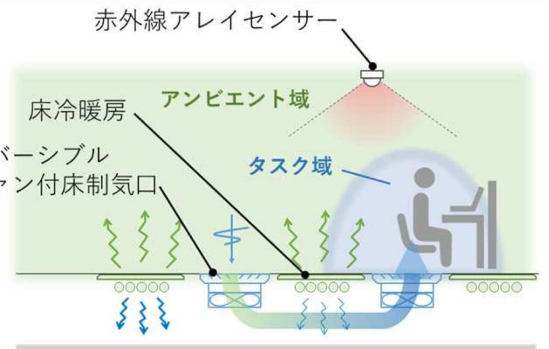 赤外線アレイセンサー
アンビエント域
床冷暖房
バーシブル
タスク域
ァン付床制気口